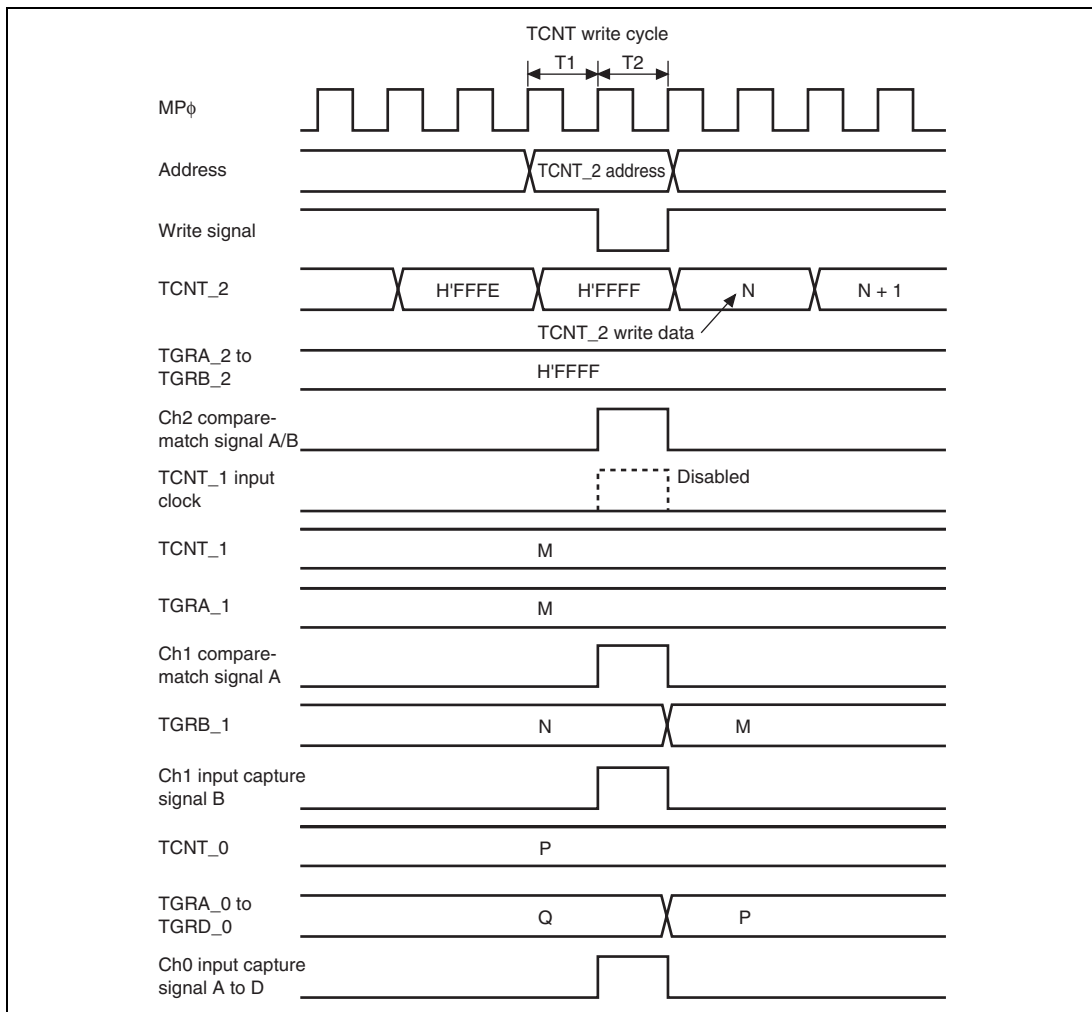 TCNT write cycle
T1 T2
MPϕ
Address
TCNT_2 address
Write signal
TCNT_2
H'FFFE
H'FFFF
N
N + 1
TCNT_2 write data
TGRA_2 to
TGRB_2
H'FFFF
Ch2 compare-
match signal A/B
TCNT_1 input
clock
Disabled
TCNT_1
M
TGRA_1
M
Ch1 compare-
match signal A
TGRB_1
N
M
Ch1 input capture
signal B
TCNT_0
P
TGRA_0 to
TGRD_0
Q
P
Ch0 input capture
signal A to D